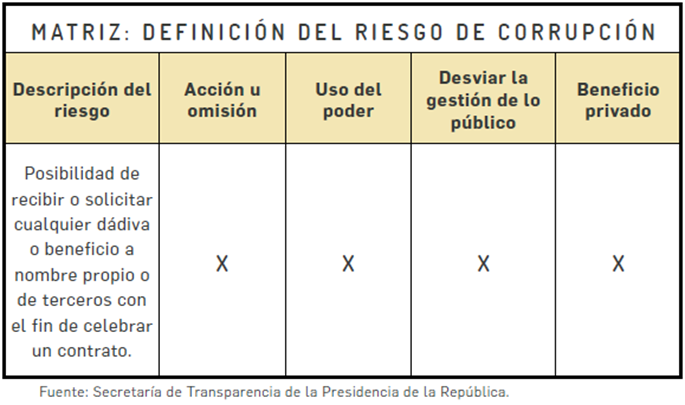 MATRIZ: DEFINICIÓN DEL RIESGO DE CORRUPCIÓN
Descripción del
riesgo
Acción u
omisión
Uso del
poder
Desviar la
gestión de lo
público
Beneficio
privado
Posibilidad de
recibir o solicitar
cualquier dádiva
o beneficio a
nombre propio o
de terceros con
el fin de celebrar
un contrato.
X
X
X
X
Fuente: Secretaría de Transparencia de la Presidencia de la República.